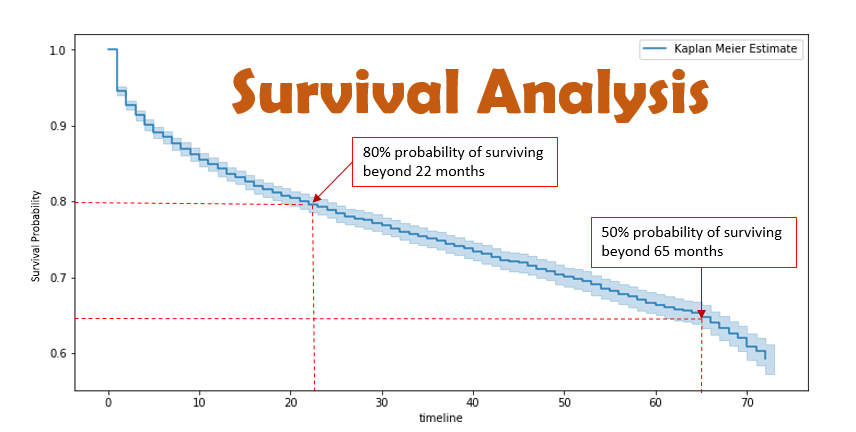 Survival Analysis
Kaplan Meier Estimate
80% probability of surviving
beyond 22 months
50% probability of surviving
beyond 65 months
Survival Probability
1.0
0.9
0.8
0.7
0.6
0
10
20
30
40
50
60
70
timeline